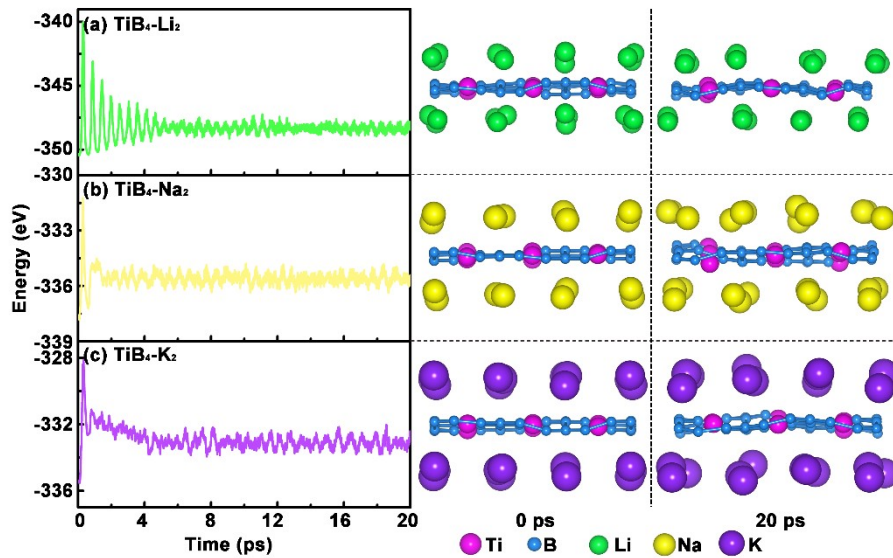 (a) TiB₄-Li₂
-340
-345
-350
-330
(b) TiB₄-Na₂
-333
-336
-339
(c) TiB₄-K₂
-328
-332
-336
Energy (eV)
0 4 8 12 16 20
Time (ps)
0 ps 20 ps
Ti B Li Na K